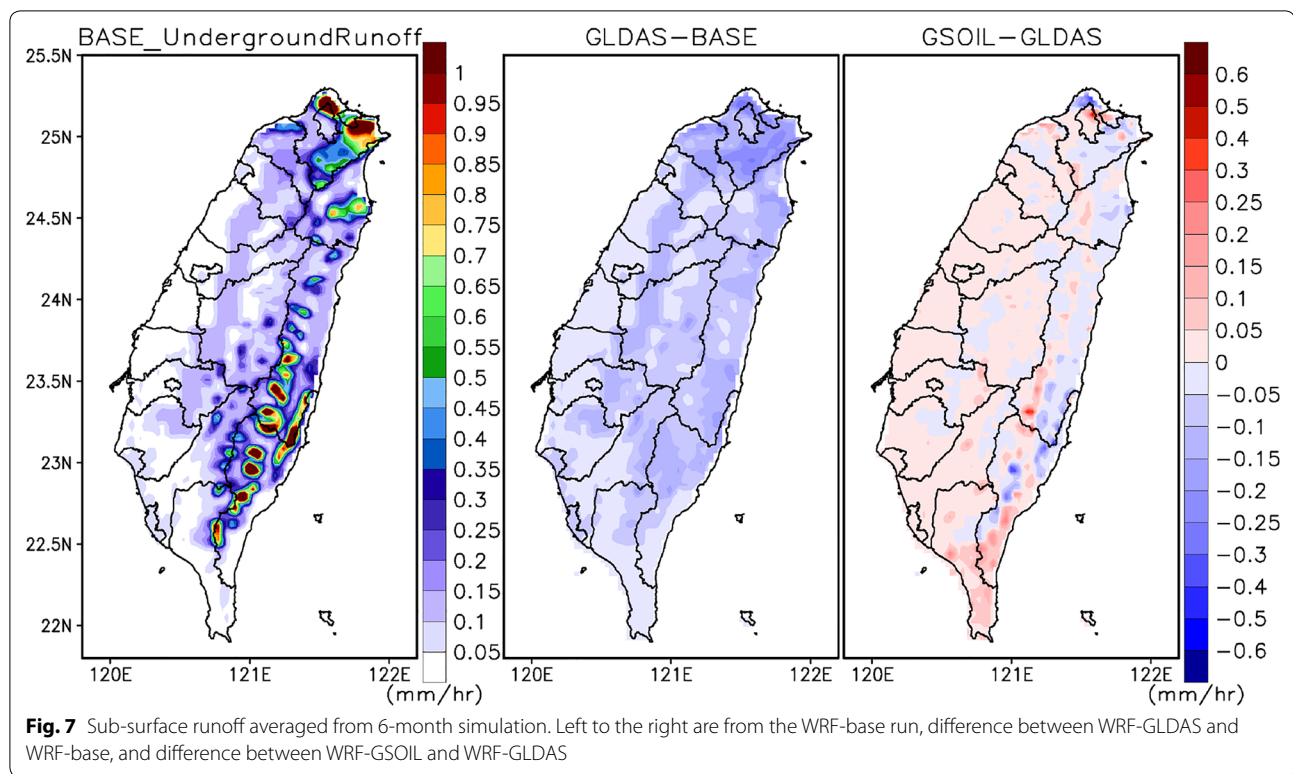 BASE_UndergroundRunoff
GLDAS−BASE
GSOIL−GLDAS
25.5N
25N
24.5N
24N
23.5N
23N
22.5N
22N
120E
121E
122E
(mm/hr)
1
0.95
0.9
0.85
0.8
0.75
0.7
0.65
0.6
0.55
0.5
0.45
0.4
0.35
0.3
0.25
0.2
0.15
0.1
0.05
120E
121E
122E
120E
121E
122E
(mm/hr)
0.6
0.5
0.4
0.3
0.25
0.2
0.15
0.1
0.05
0
−0.05
−0.1
−0.15
−0.2
−0.25
−0.3
−0.4
−0.5
−0.6
Fig. 7 Sub-surface runoff averaged from 6-month simulation. Left to the right are from the WRF-base run, difference between WRF-GLDAS and
WRF-base, and difference between WRF-GSOIL and WRF-GLDAS